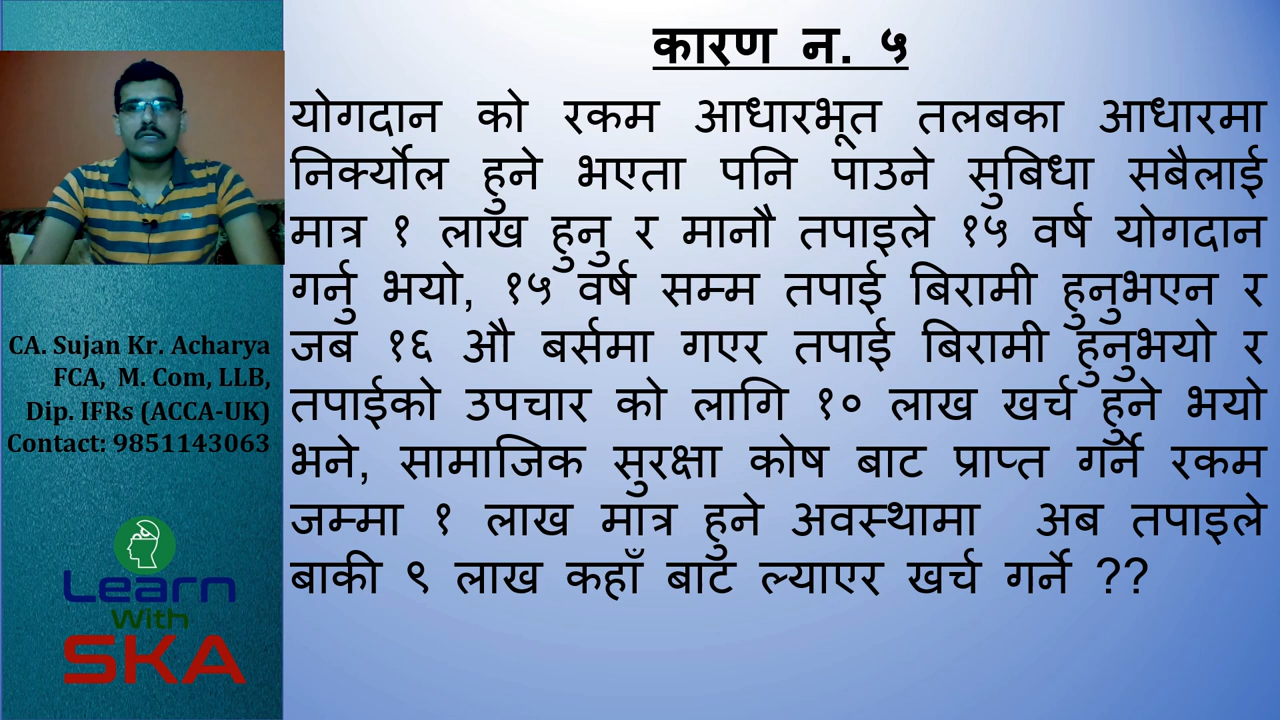 कारण न. ५
योगदान को रकम आधारभूत तलबका आधारमा
निर्क्योल हुने भएता पनि पाउने सुबिधा सबैलाई
मात्र १ लाख हुनु र मानौ तपाइले १५ वर्ष योगदान
गर्नु भयो, १५ वर्ष सम्म तपाई बिरामी हुनुभएन र
जब १६ औ बर्समा गएर तपाई बिरामी हुनुभयो र
तपाईको उपचार को लागि १० लाख खर्च हुने भयो
भने, सामाजिक सुरक्षा कोष बाट प्राप्त गर्ने रकम
जम्मा १ लाख मात्र हुने अवस्थामा अब तपाइले
बाकी ९ लाख कहाँ बाट ल्याएर खर्च गर्ने ??
CA. Sujan Kr. Acharya
FCA, M. Com, LLB,
Dip. IFRs (ACCA-UK)
Contact: 9851143063
Learn
With
SKA